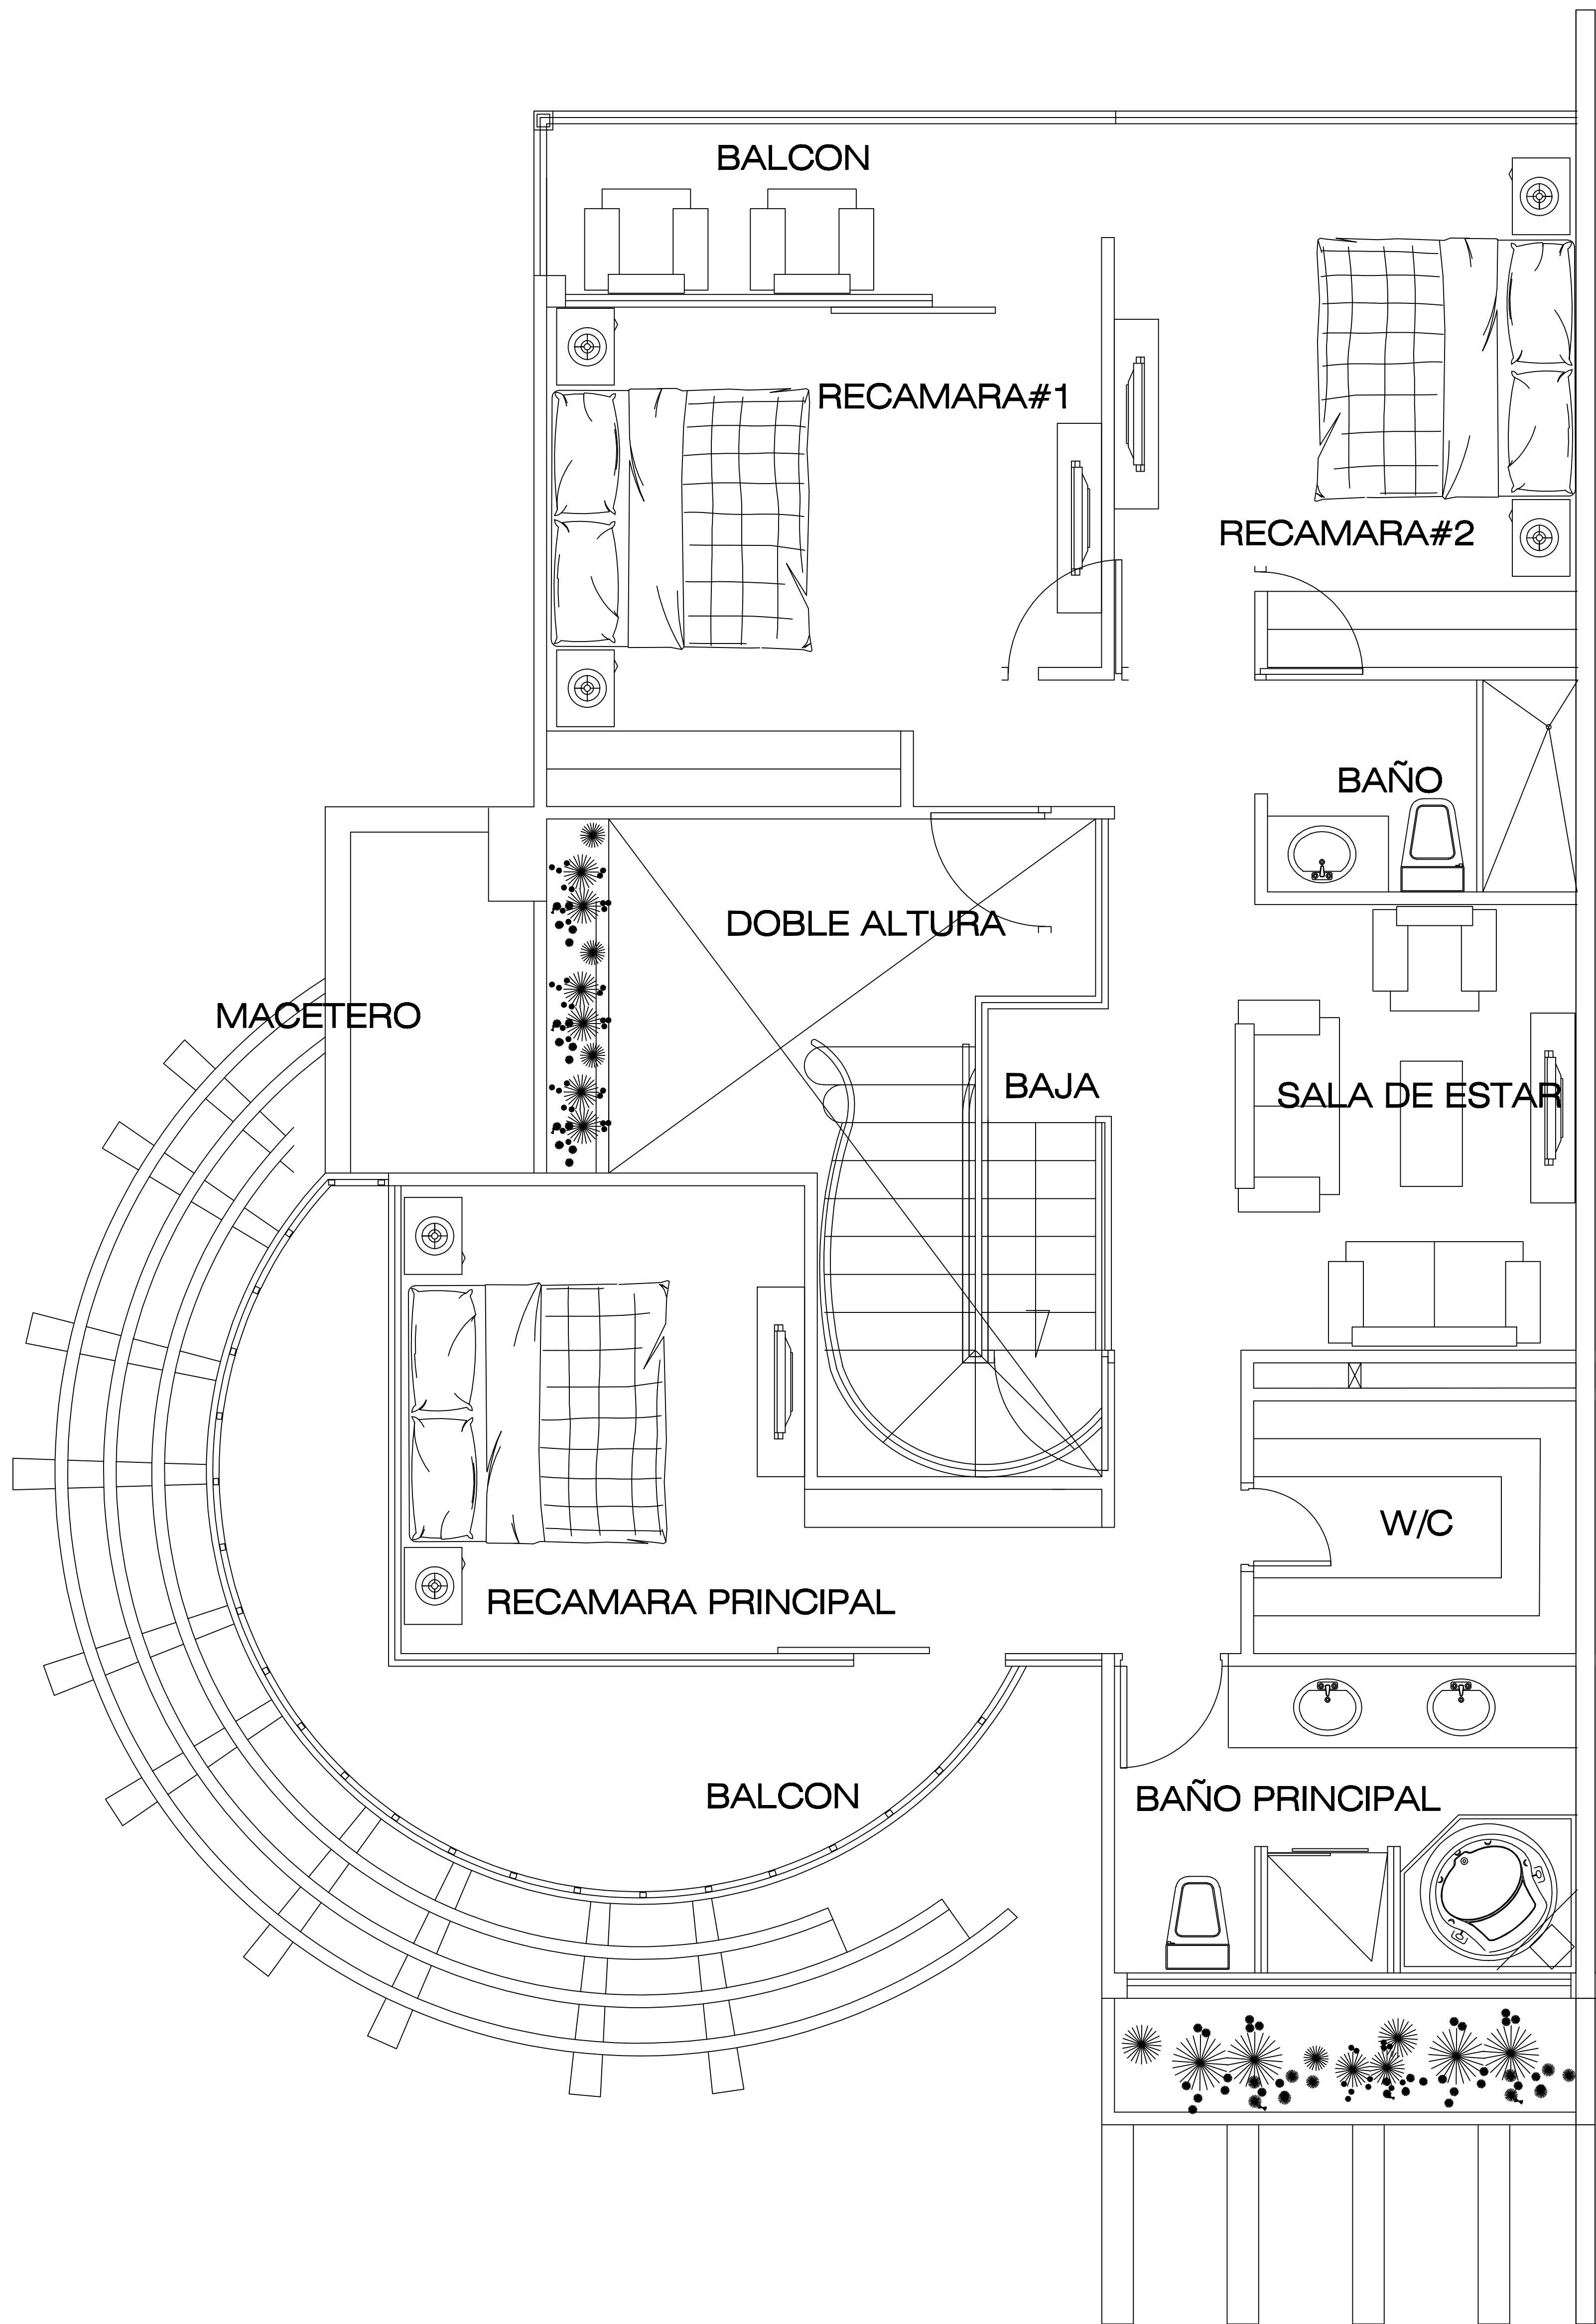 BALCON
RECAMARA#1
RECAMARA#2
BAÑO
DOBLE ALTURA
MACETERO
BAJA
SALA DE ESTAR
W/C
RECAMARA PRINCIPAL
BALCON
BAÑO PRINCIPAL